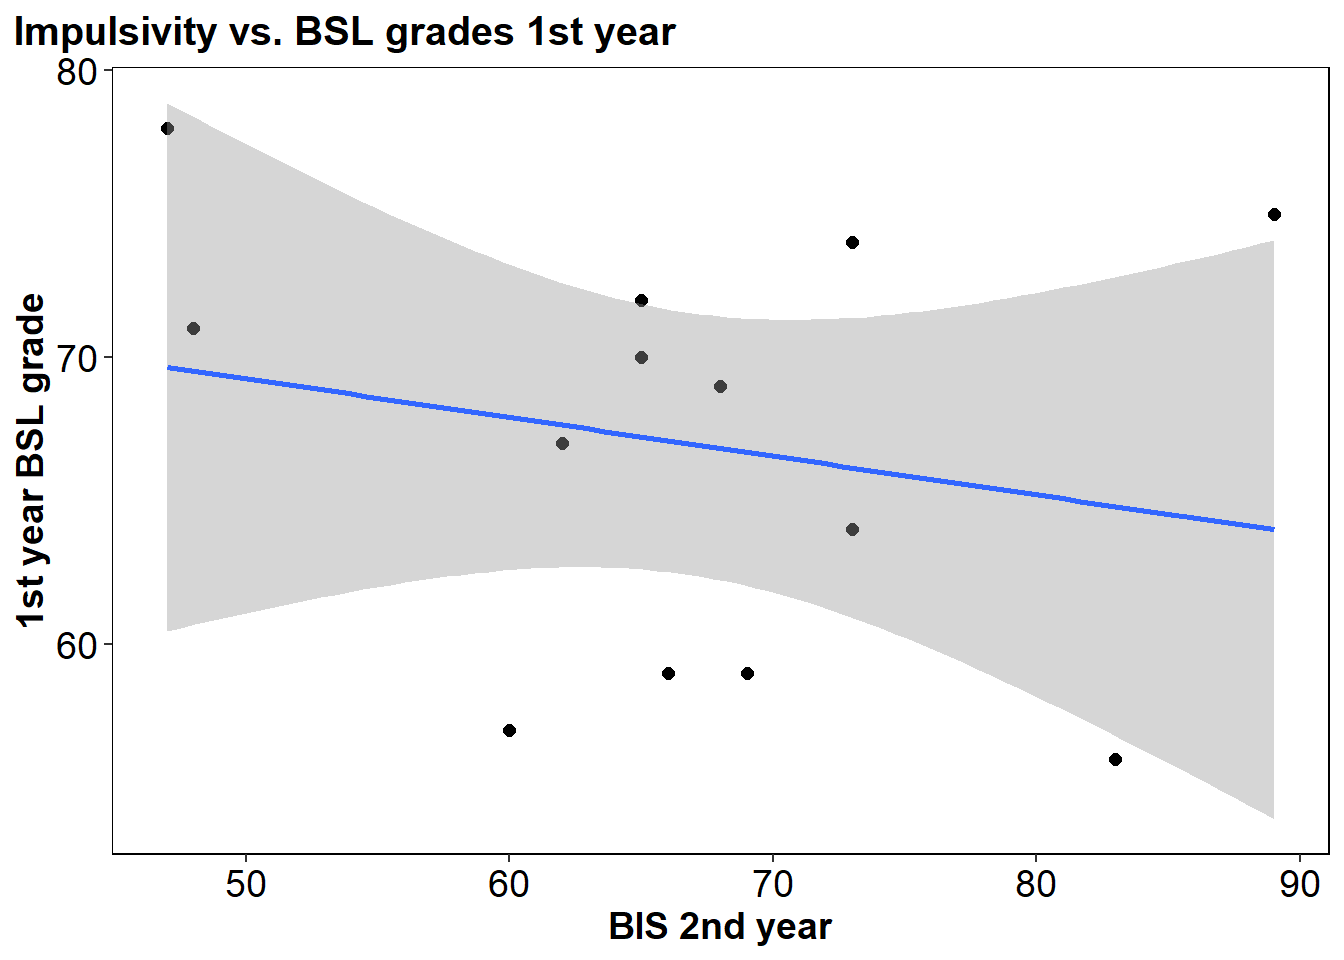 Impulsivity vs. BSL grades 1st year
80
70
60
1st year BSL grade
50 60 70 80 90
BIS 2nd year